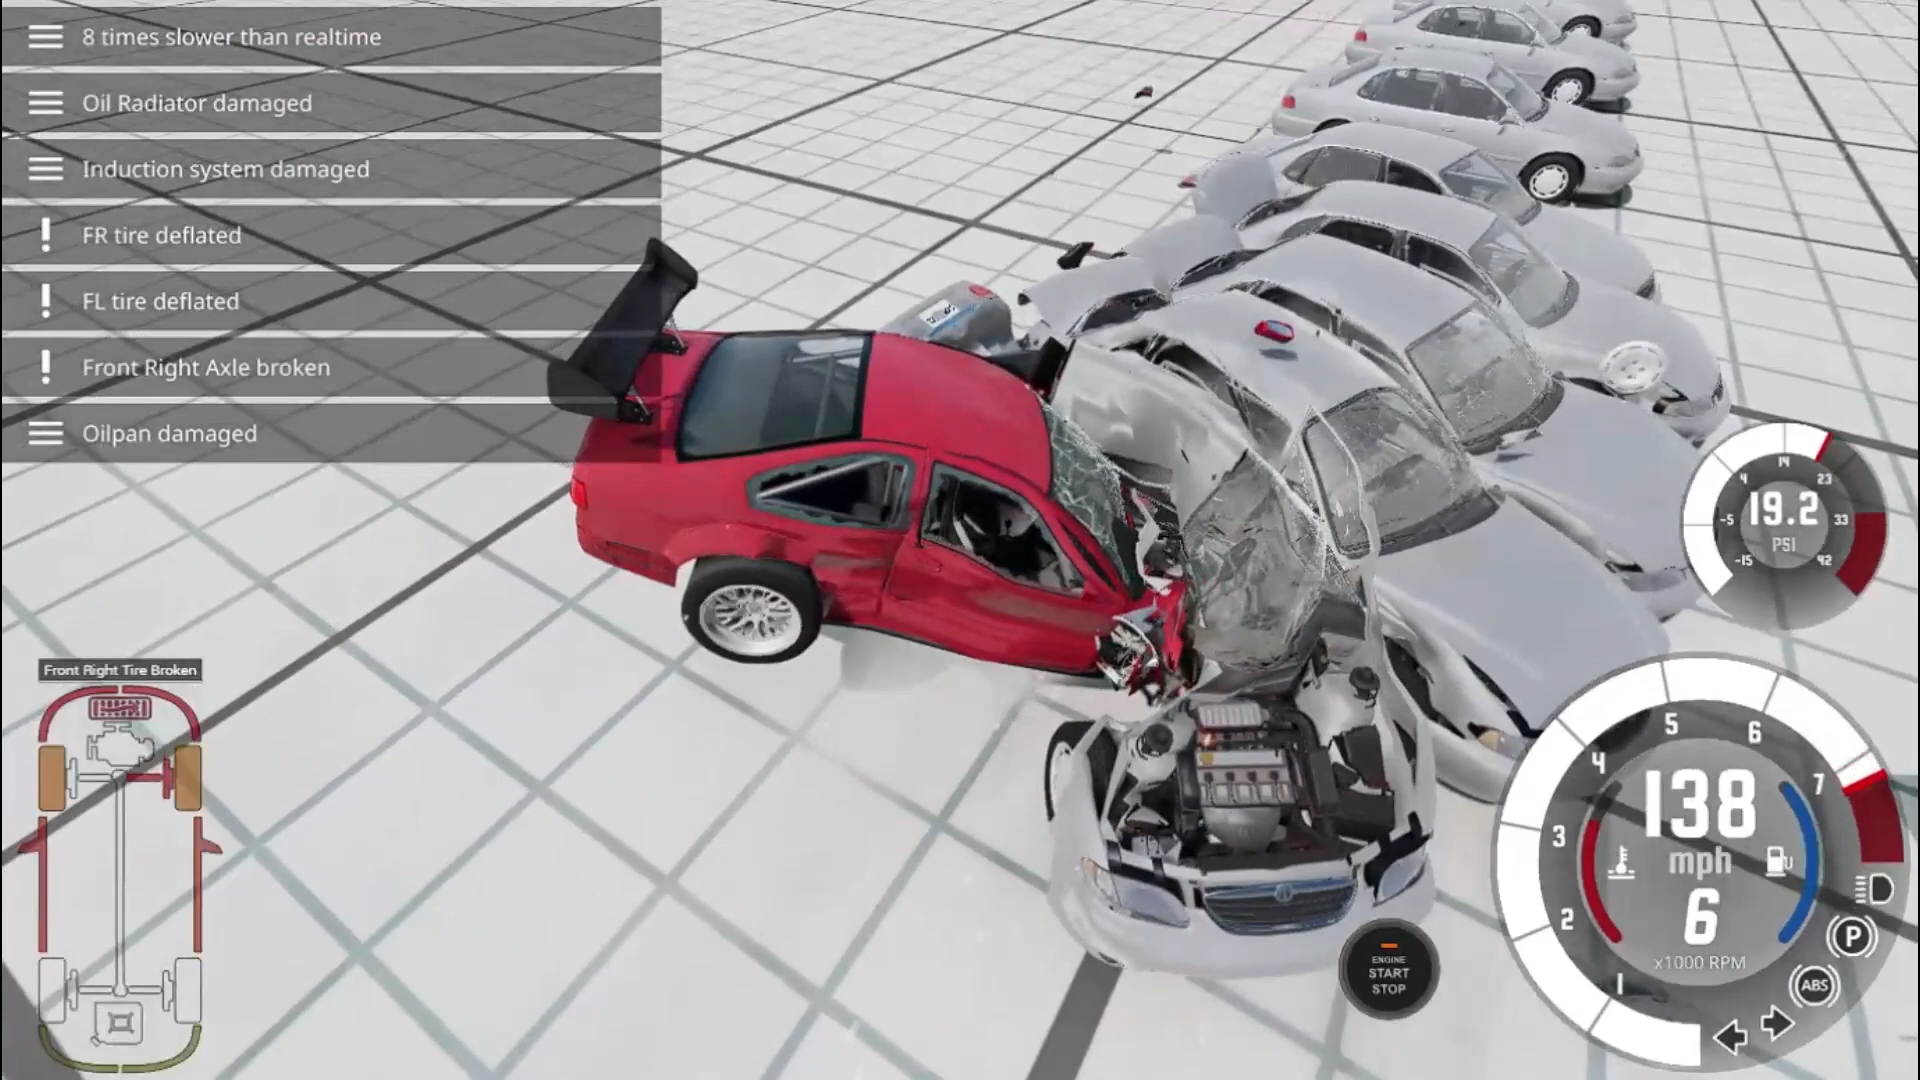 8 times slower than realtime
Oil Radiator damaged
Induction system damaged
! FR tire deflated
! FL tire deflated
! Front Right Axle broken
Oilpan damaged
Front Right Tire Broken
-15
-5
4
14
23
33
42
19.2
PSI
1
2
3
4
5
6
7
138
mph
6
x1000 RPM
P
ABS
ENGINE
START
STOP